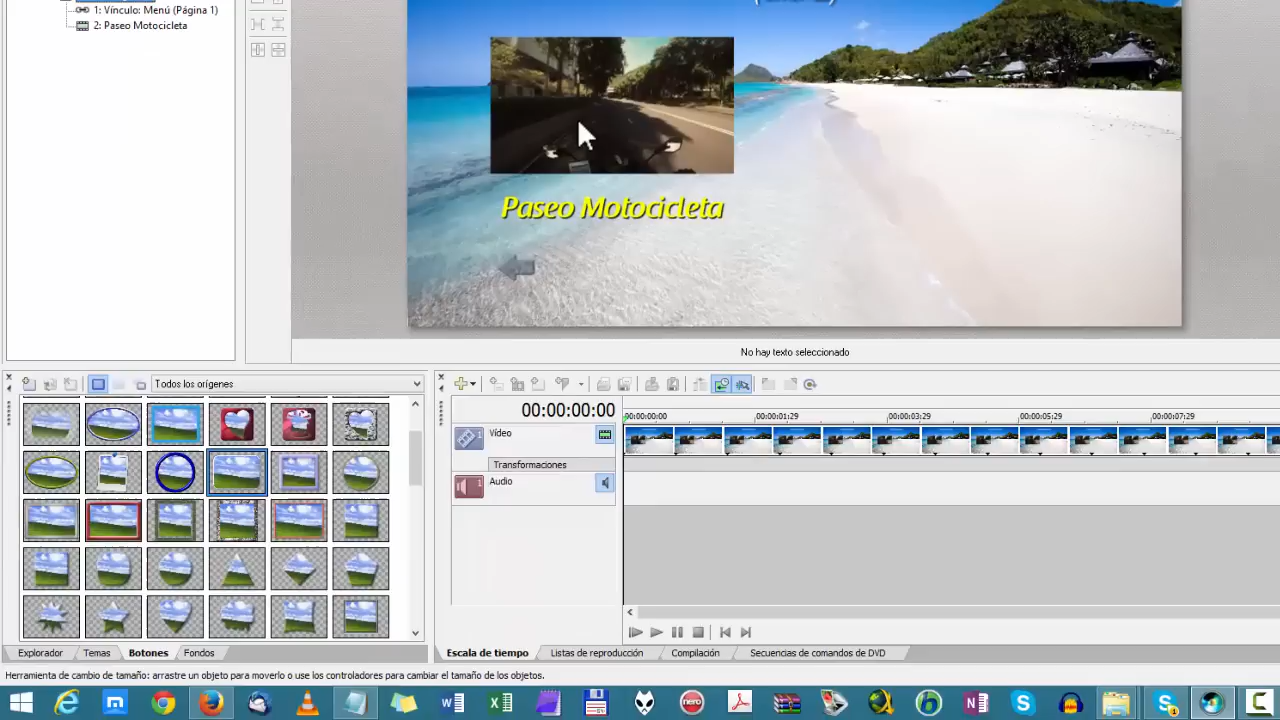 1: Vínculo: Menú (Página 1)
2: Paseo Motocicleta
Paseo Motocicleta
No hay texto seleccionado
Todos los orígenes
00:00:00:00
00:00:00:00
00:00:01:29
00:00:03:29
00:00:05:29
00:00:07:29
1
Vídeo
Transformaciones
1
Audio
Explorador
Temas
Botones
Fondos
Escala de tiempo
Listas de reproducción
Compilación
Secuencias de comandos de DVD
Herramienta de cambio de tamaño: arrastre un objeto para moverlo o use los controladores para cambiar el tamaño de los objetos.
nero